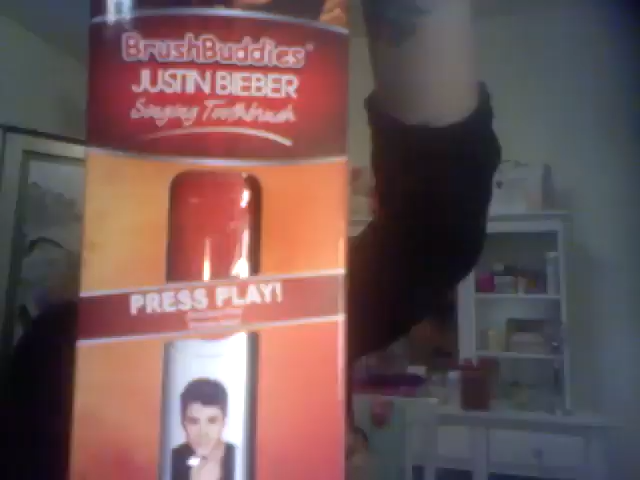 BrushBuddies®
JUSTIN BIEBER
Singing Toothbrush
PRESS PLAY!